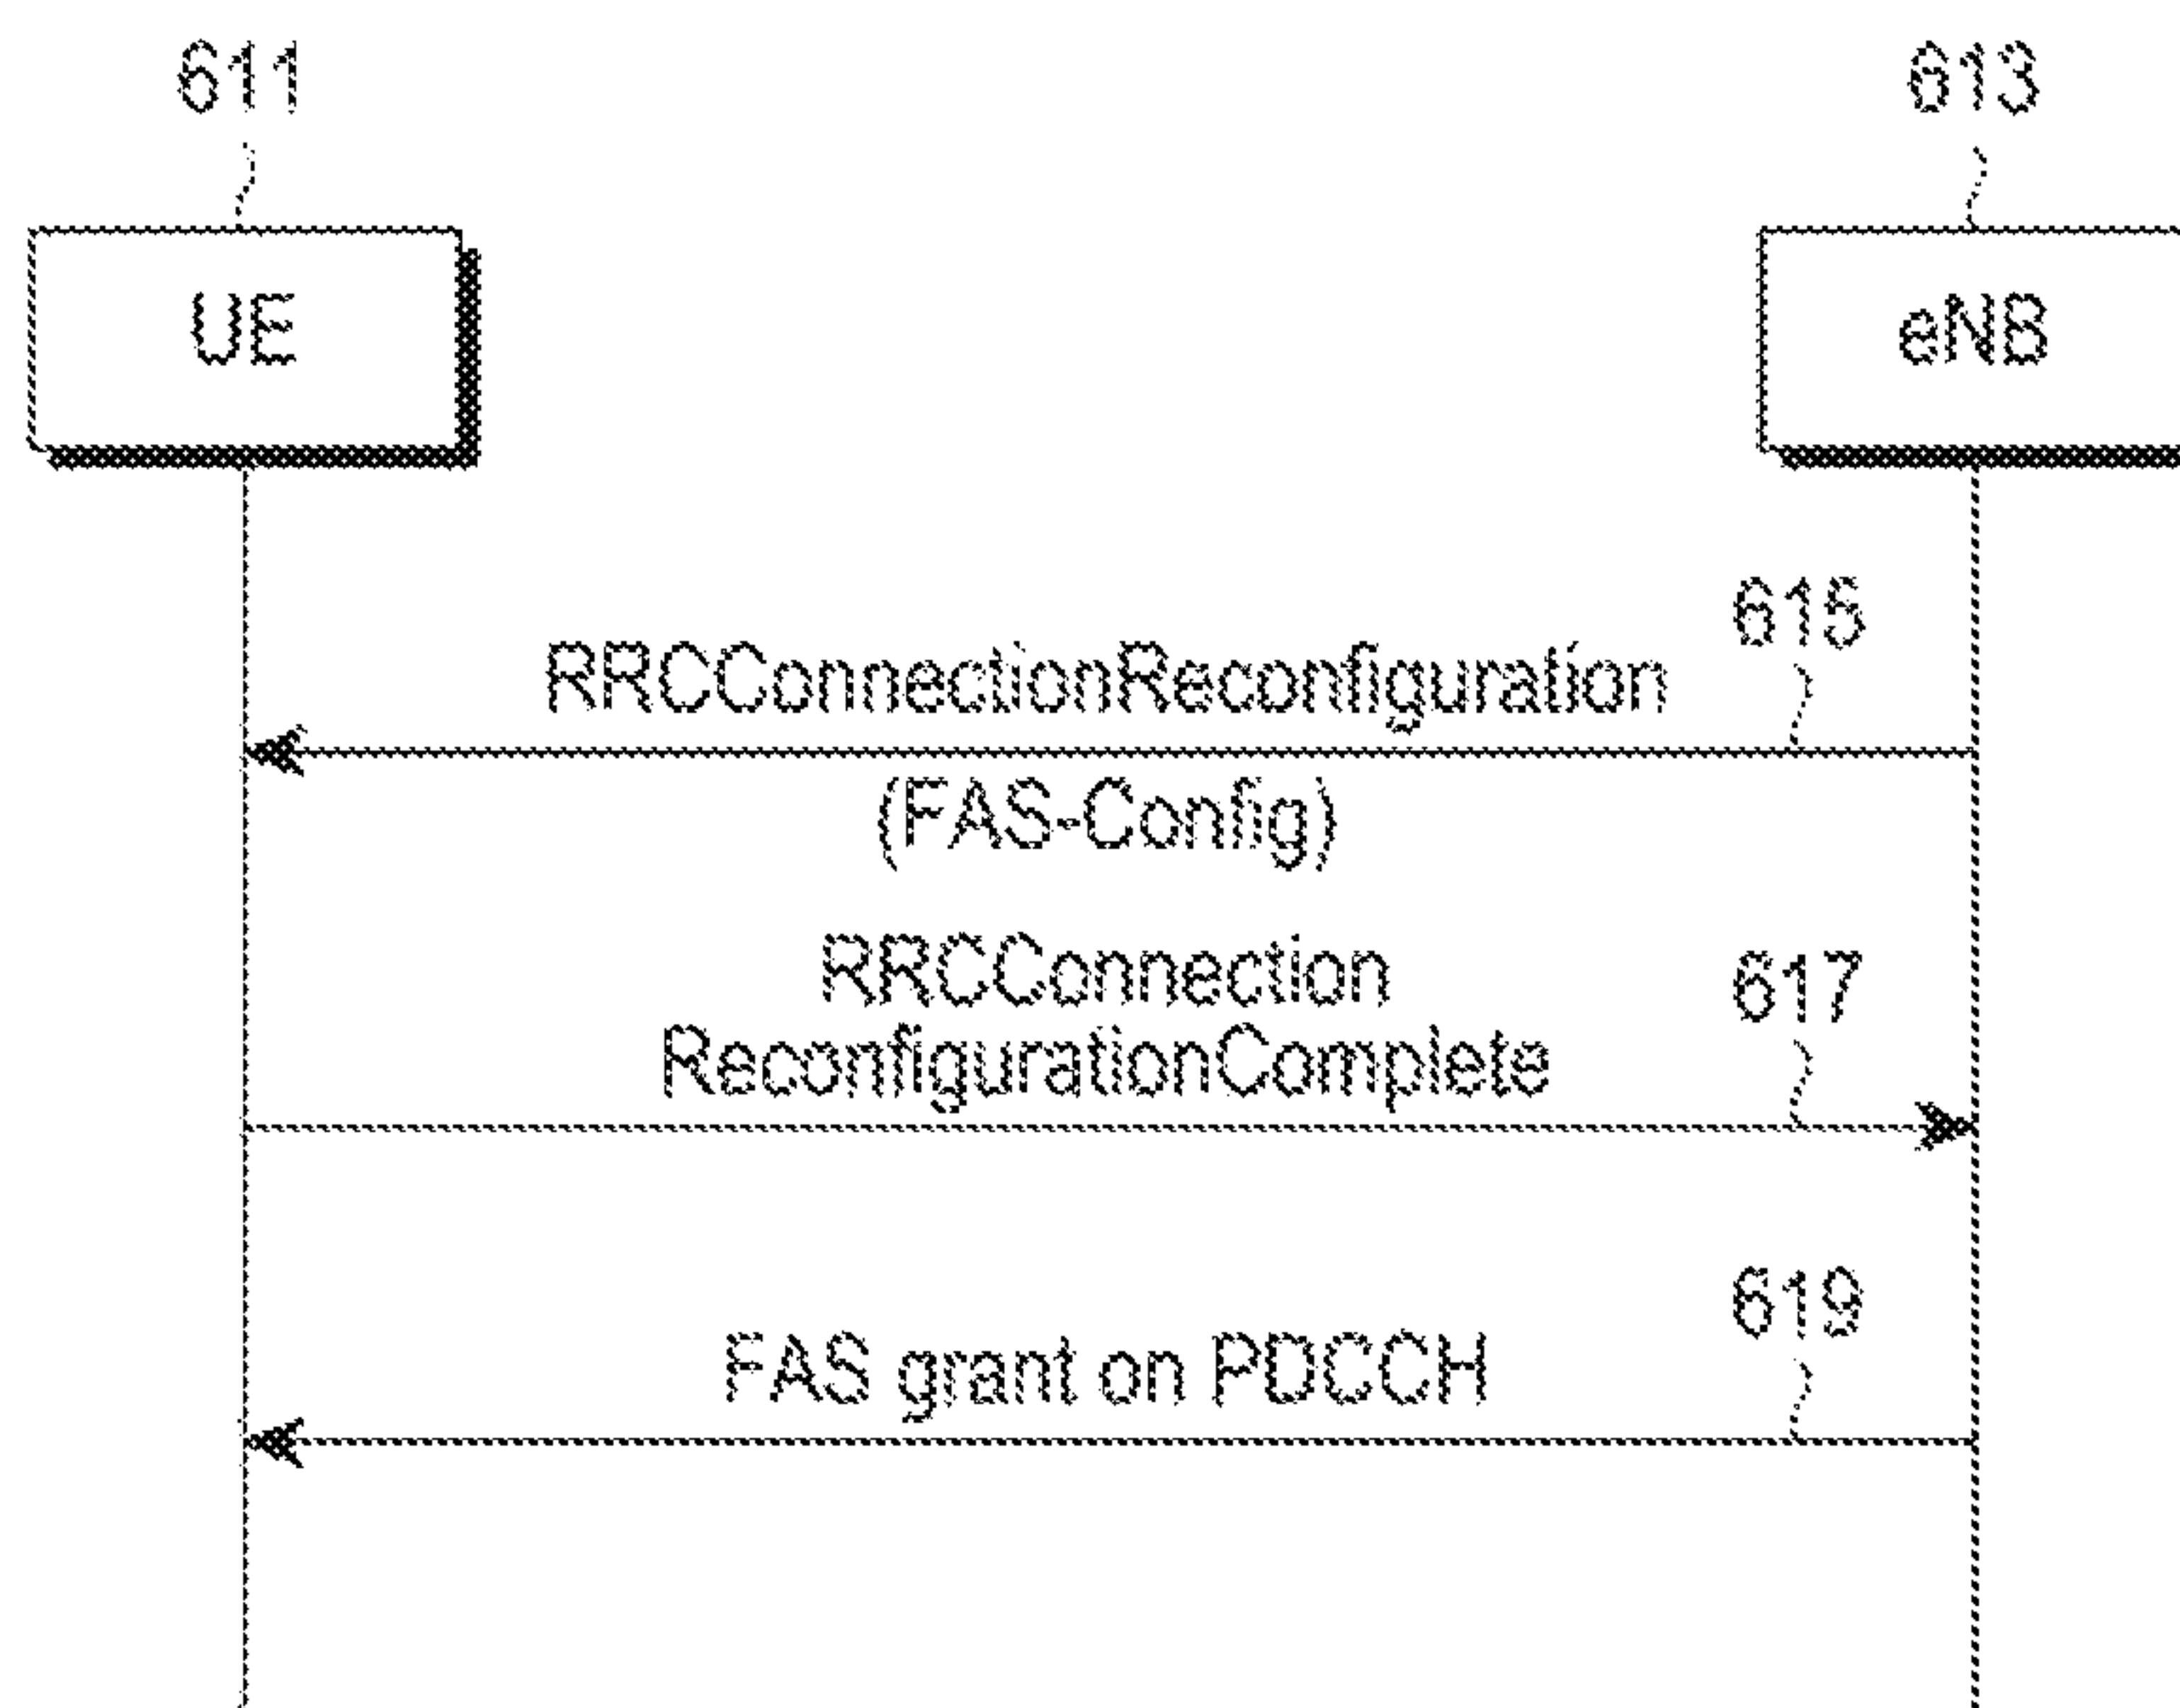 611
613
UE
eNB
615
RRCConnectionReconfiguration
(FAS-Config)
RRCConnection
617
ReconfigurationComplete
619
FAS grant on PDCCH